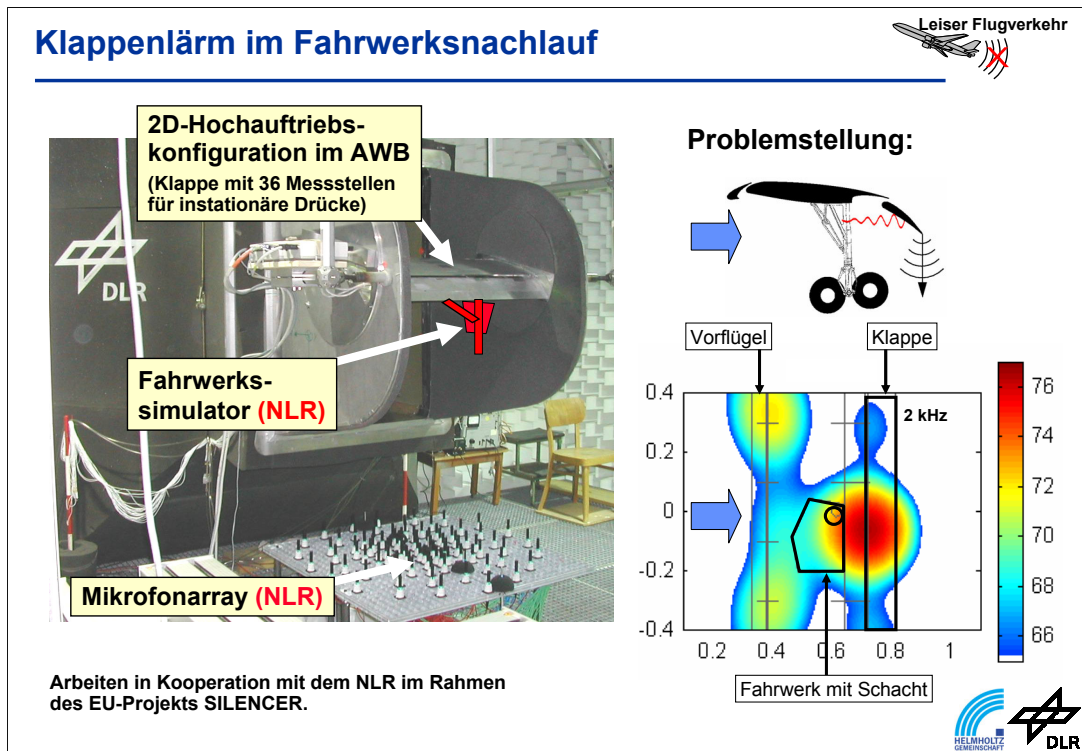 Klappenlärm im Fahrwerksnachlauf
Leiser Flugverkehr
2D-Hochauftriebs-
konfiguration im AWB
(Klappe mit 36 Messstellen
für instationäre Drücke)
DLR
Fahrwerks-
simulator (NLR)
Mikrofonarray (NLR)
Arbeiten in Kooperation mit dem NLR im Rahmen
des EU-Projekts SILENCER.
Problemstellung:
Vorflügel
Klappe
2 kHz
0.4
0.2
0
-0.2
-0.4
0.2 0.4 0.6 0.8 1
76
74
72
70
68
66
Fahrwerk mit Schacht
HELMHOLTZ
GEMEINSCHAFT
DLR